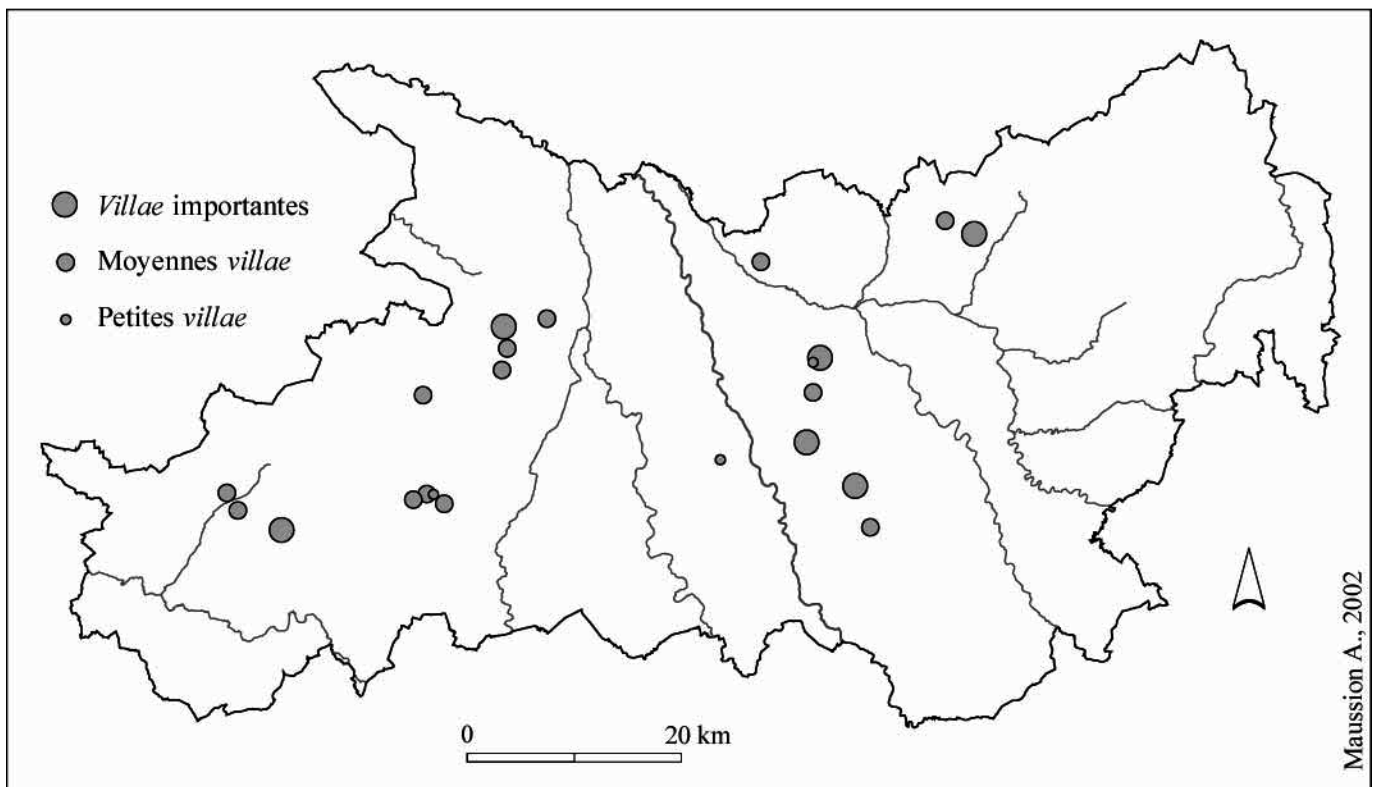 Villae importantes
Moyennes villae
Petites villae
0 20 km
Maussion A., 2002